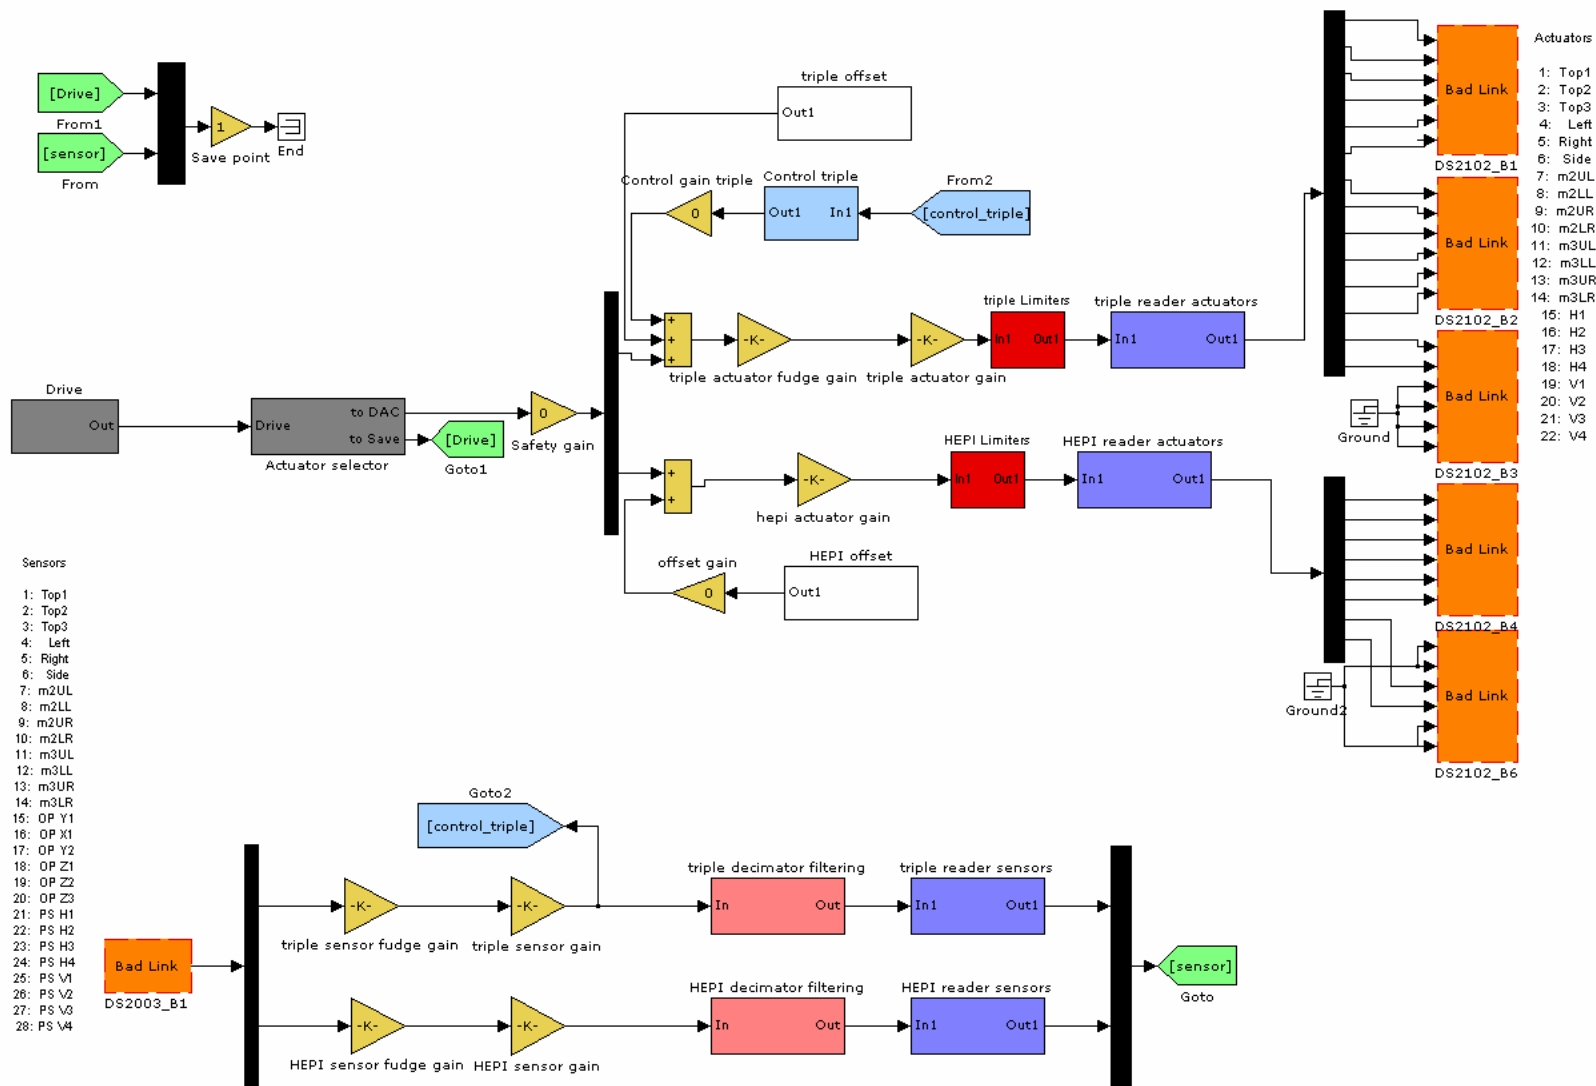 [Drive]
From1
[sensor]
From
1
Save point
End
triple offset
Out1
Control gain triple
0
Control triple
Out1 In1
From2
[control_triple]
+
+
+
-K-
triple actuator fudge gain
-K-
triple actuator gain
triple Limiters
In1 Out1
triple reader actuators
In1 Out1
Drive
Out
Drive
to DAC
to Save
Actuator selector
[Drive]
Goto1
0
Safety gain
+
+
-K-
hepi actuator gain
HEPI Limiters
In1 Out1
HEPI reader actuators
In1 Out1
offset gain
0
HEPI offset
Out1
Bad Link
DS2102_B1
Bad Link
DS2102_B2
Bad Link
DS2102_B3
Ground
Bad Link
DS2102_B4
Bad Link
DS2102_B6
Ground2
Actuators
1: Top1
2: Top2
3: Top3
4: Left
5: Right
6: Side
7: m2UL
8: m2LL
9: m2UR
10: m2LR
11: m3UL
12: m3LL
13: m3UR
14: m3LR
15: H1
16: H2
17: H3
18: H4
19: V1
20: V2
21: V3
22: V4
Sensors
1: Top1
2: Top2
3: Top3
4: Left
5: Right
6: Side
7: m2UL
8: m2LL
9: m2UR
10: m2LR
11: m3UL
12: m3LL
13: m3UR
14: m3LR
15: OP Y1
16: OP X1
17: OP Y2
18: OP Z1
19: OP Z2
20: OP Z3
21: PS H1
22: PS H2
23: PS H3
24: PS H4
25: PS V1
26: PS V2
27: PS V3
28: PS V4
Bad Link
DS2003_B1
Goto2
[control_triple]
-K-
triple sensor fudge gain
-K-
triple sensor gain
triple decimator filtering
In Out
triple reader sensors
In1 Out1
-K-
HEPI sensor fudge gain
-K-
HEPI sensor gain
HEPI decimator filtering
In Out
HEPI reader sensors
In1 Out1
[sensor]
Goto